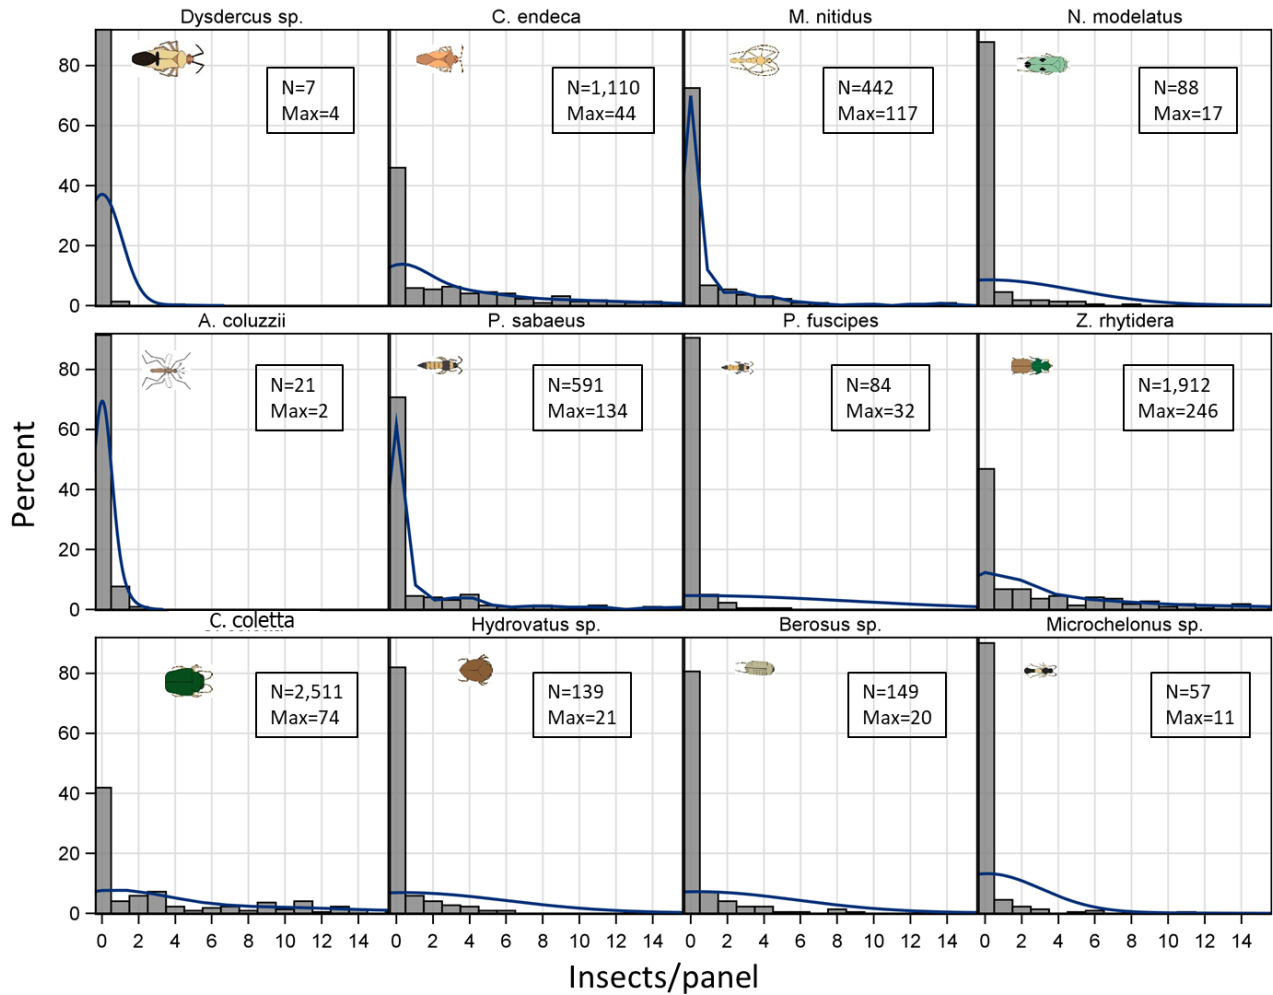 Dysdercus sp.
C. endeca
M. nitidus
N. modelatus
N=7
Max=4
N=1,110
Max=44
N=442
Max=117
N=88
Max=17
80
60
40
20
0
A. coluzzii
P. sabaeus
P. fuscipes
Z. rhytidera
N=21
Max=2
N=591
Max=134
N=84
Max=32
N=1,912
Max=246
80
60
40
20
0
Percent
C. coletta
Hydrovatus sp.
Berosus sp.
Microchelonus sp.
N=2,511
Max=74
N=139
Max=21
N=149
Max=20
N=57
Max=11
80
60
40
20
0
0 2 4 6 8 10 12 14
0 2 4 6 8 10 12 14
0 2 4 6 8 10 12 14
0 2 4 6 8 10 12 14
Insects/panel